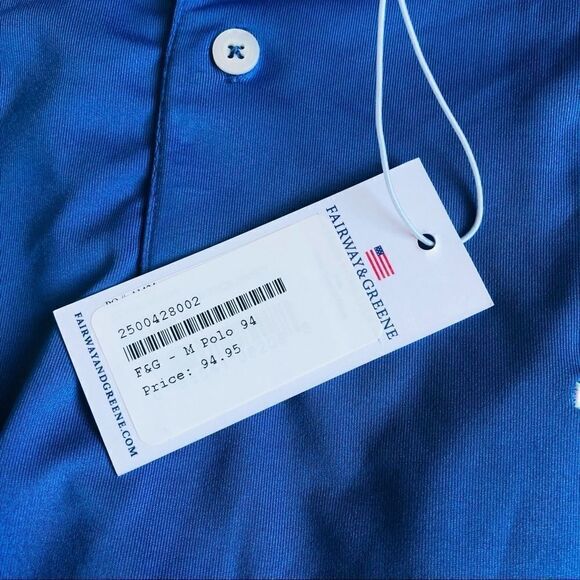 FAIRWAY&GREENE
2500428002
F&G - M Polo 94
Price: 94.95
FAIRWAYANDGREENE.COM